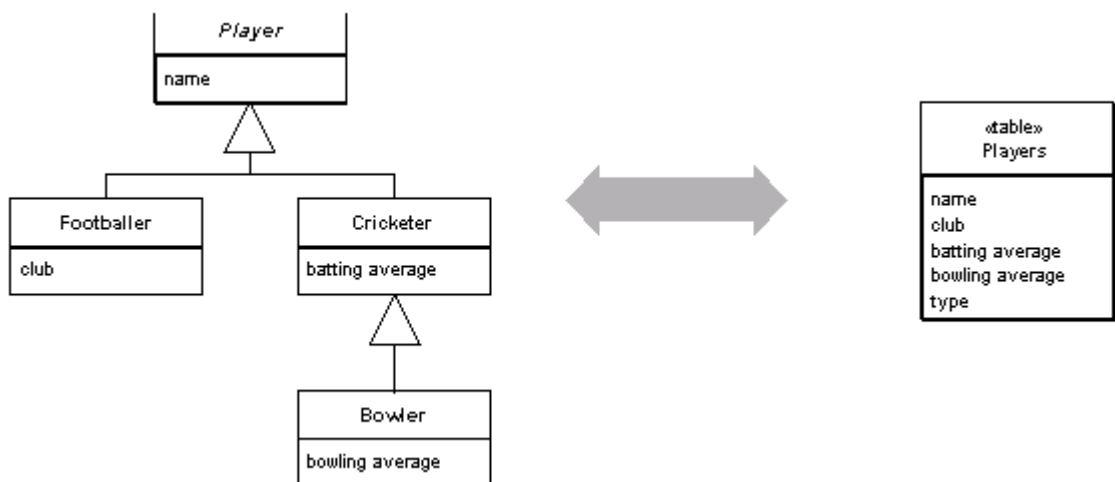 Player
name
Footballer
club
Cricketer
batting average
Bowler
bowling average
«table»
Players
name
club
batting average
bowling average
type